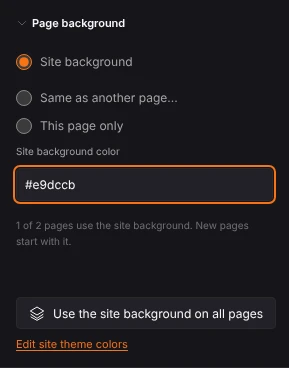 Page background
Site background
Same as another page...
This page only
Site background color
#e9dccb
1 of 2 pages use the site background. New pages
start with it.
Use the site background on all pages
Edit site theme colors